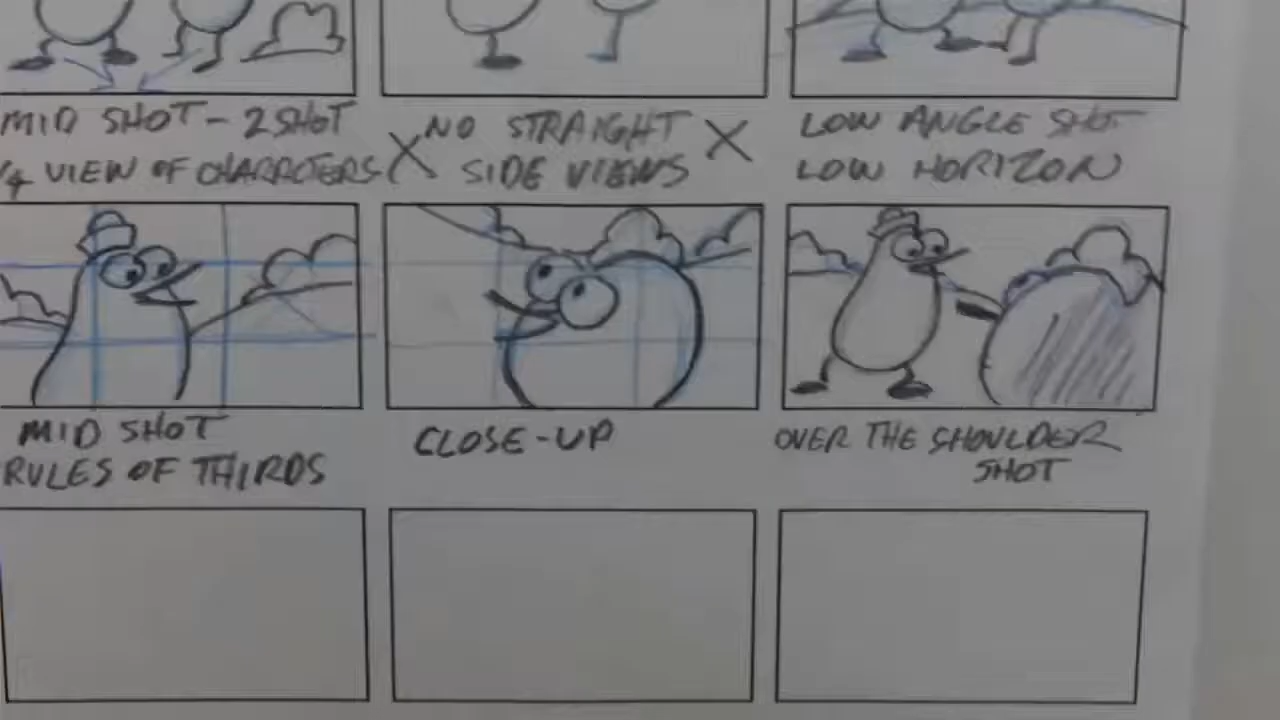 MID SHOT - 2 SHOT
/4 VIEW OF CHARACTERS
X NO STRAIGHT X
SIDE VIEWS
LOW ANGLE SHOT
LOW HORIZON
MID SHOT
RULES OF THIRDS
CLOSE-UP
OVER THE SHOULDER
SHOT